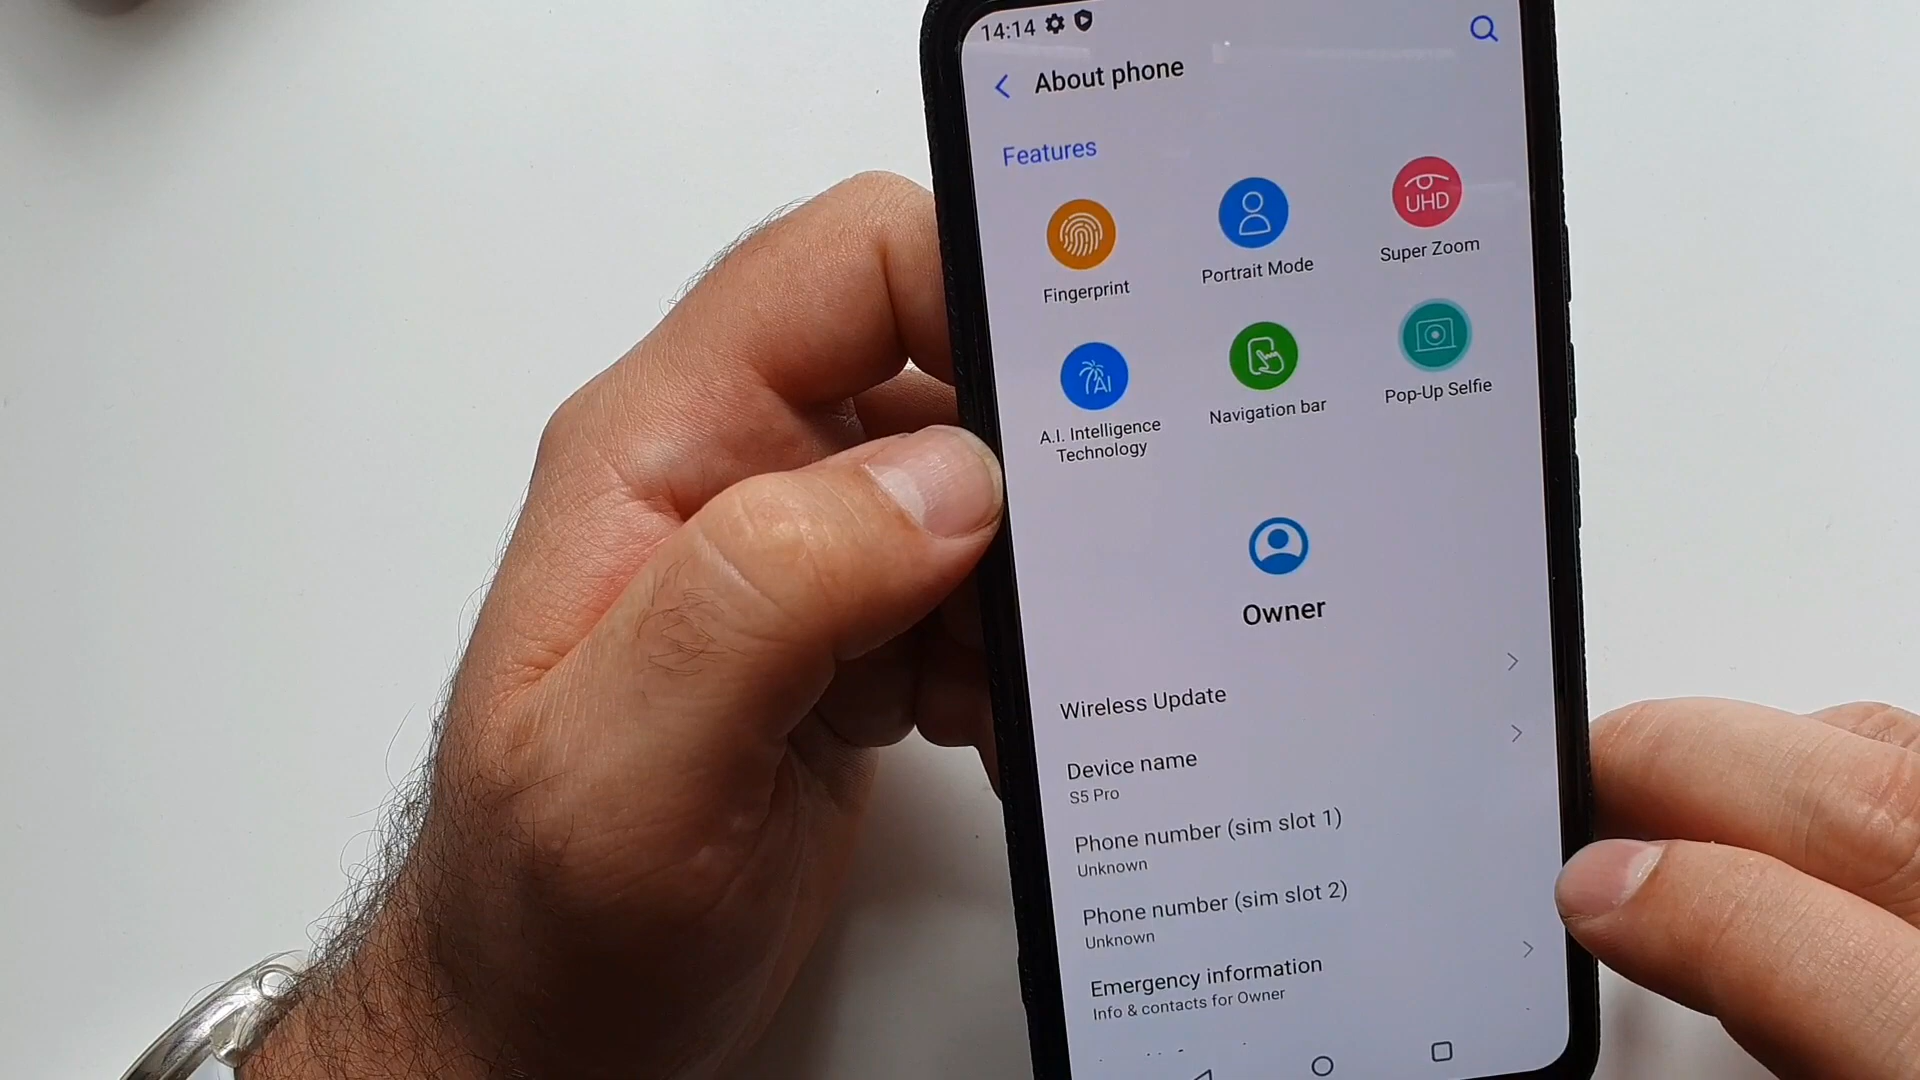 14:14
About phone
Features
Fingerprint
Portrait Mode
UHD
Super Zoom
AI
A.I. Intelligence
Technology
Navigation bar
Pop-Up Selfie
Owner
Wireless Update
Device name
S5 Pro
Phone number (sim slot 1)
Unknown
Phone number (sim slot 2)
Unknown
Emergency information
Info & contacts for Owner